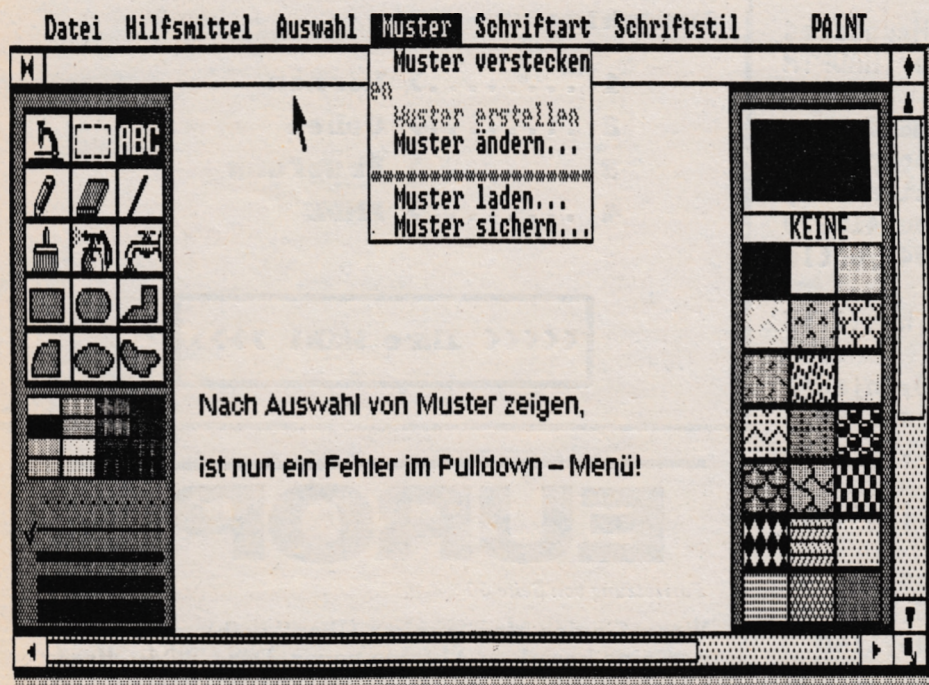 Datei Hilfsmittel Auswahl Muster Schriftart Schriftstil PAINT
Muster verstecken
en
Muster erstellen
Muster ändern...
Muster laden...
Muster sichern...
ABC
KEINE
Nach Auswahl von Muster zeigen,
ist nun ein Fehler im Pulldown – Menü!